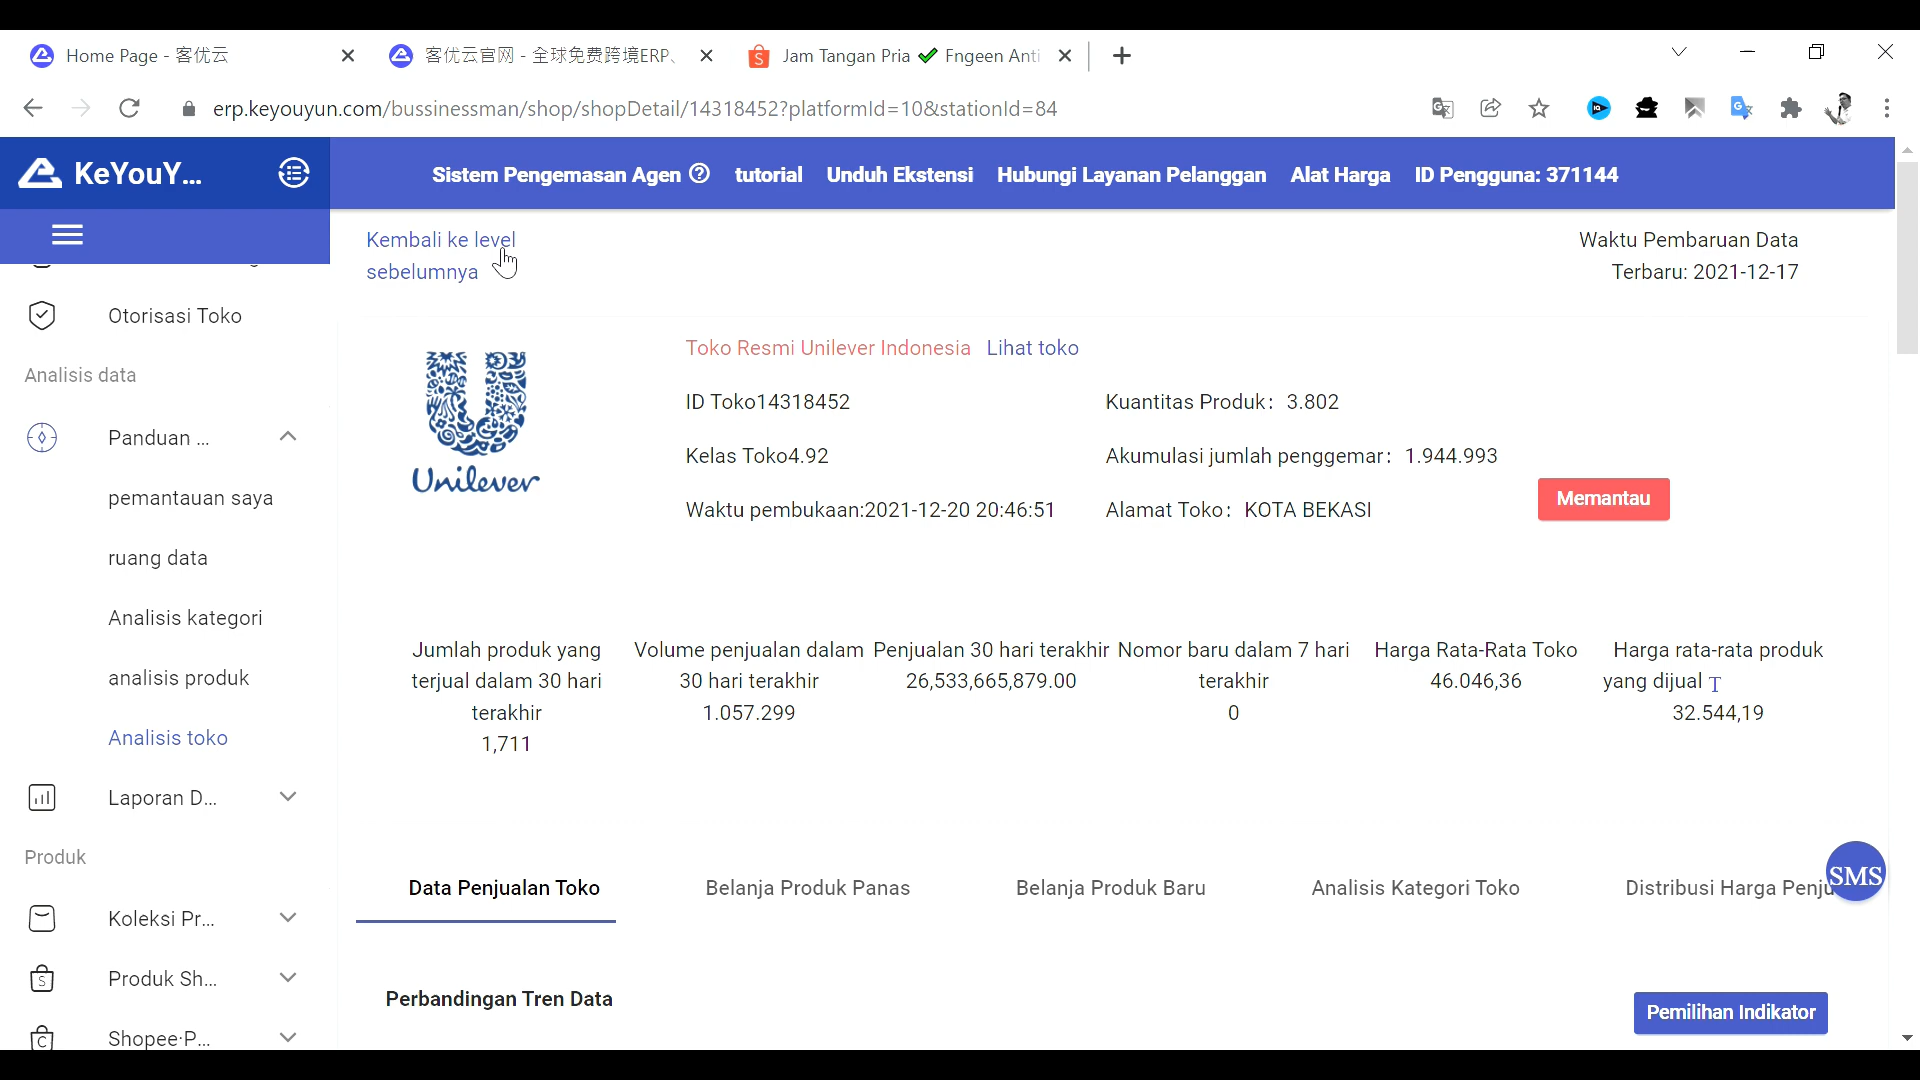 Home Page - 客优云
客优云官网 - 全球免费跨境ERP、
Jam Tangan Pria ✔ Fngeen Anti
erp.keyouyun.com/bussinessman/shop/shopDetail/14318452?platformId=10&stationId=84
KeYouY...
Sistem Pengemasan Agen
tutorial
Unduh Ekstensi
Hubungi Layanan Pelanggan
Alat Harga
ID Pengguna: 371144
Otorisasi Toko
Analisis data
Panduan ...
pemantauan saya
ruang data
Analisis kategori
analisis produk
Analisis toko
Laporan D...
Produk
Koleksi Pr...
Produk Sh...
Shopee·P...
Kembali ke level
sebelumnya
Waktu Pembaruan Data
Terbaru: 2021-12-17
Unilever
Toko Resmi Unilever Indonesia Lihat toko
ID Toko14318452
Kuantitas Produk: 3.802
Kelas Toko4.92
Akumulasi jumlah penggemar: 1.944.993
Waktu pembukaan:2021-12-20 20:46:51
Alamat Toko: KOTA BEKASI
Memantau
Jumlah produk yang
terjual dalam 30 hari
terakhir
1,711
Volume penjualan dalam
30 hari terakhir
1.057.299
Penjualan 30 hari terakhir
26,533,665,879.00
Nomor baru dalam 7 hari
terakhir
0
Harga Rata-Rata Toko
46.046,36
Harga rata-rata produk
yang dijual T
32.544,19
SMS
Data Penjualan Toko
Belanja Produk Panas
Belanja Produk Baru
Analisis Kategori Toko
Distribusi Harga Penju
Perbandingan Tren Data
Pemilihan Indikator